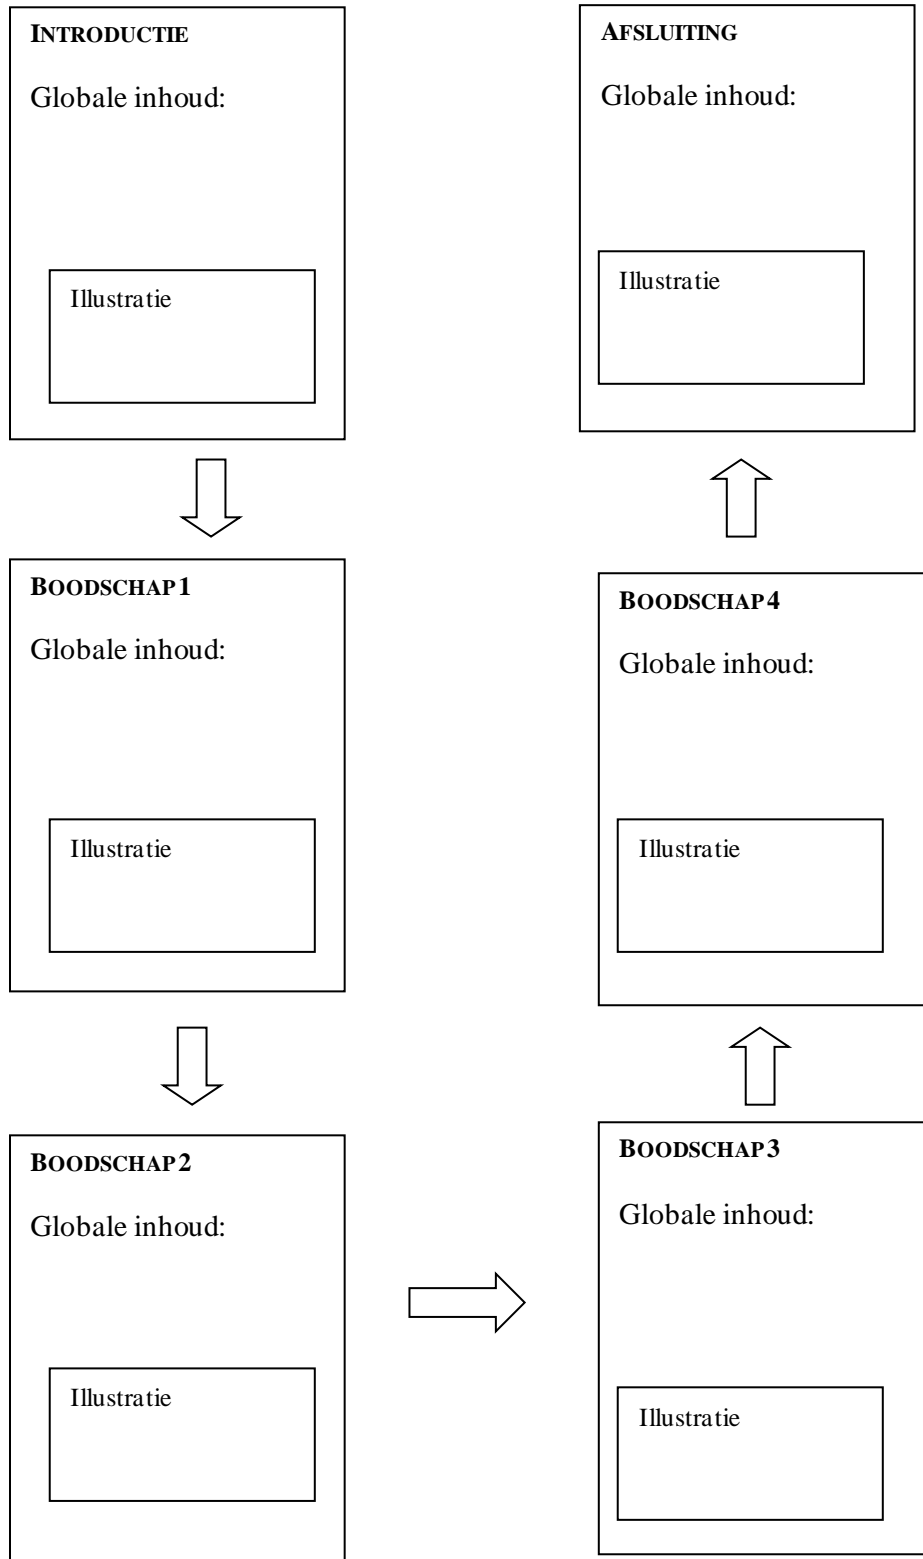 INTRODUCTIE
Globale inhoud:
Illustratie
BOODSCHAP 1
Globale inhoud:
Illustratie
BOODSCHAP 2
Globale inhoud:
Illustratie
BOODSCHAP 3
Globale inhoud:
Illustratie
BOODSCHAP 4
Globale inhoud:
Illustratie
AFSLUITING
Globale inhoud:
Illustratie